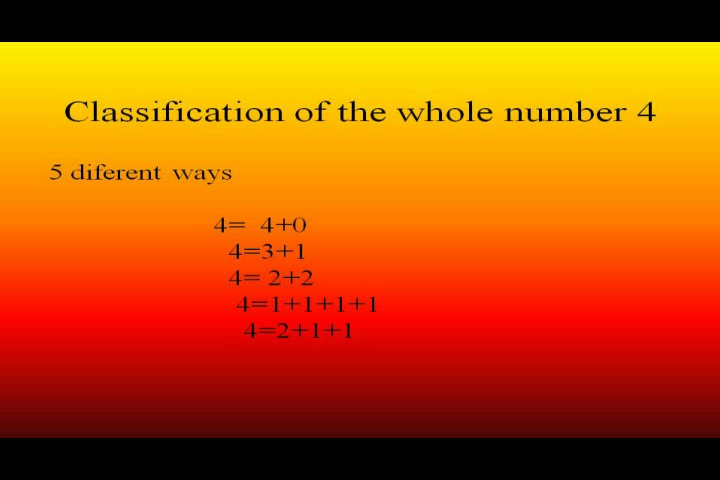 Classification of the whole number 4
5 diferent ways
4= 4+0
4=3+1
4= 2+2
4=1+1+1+1
4=2+1+1